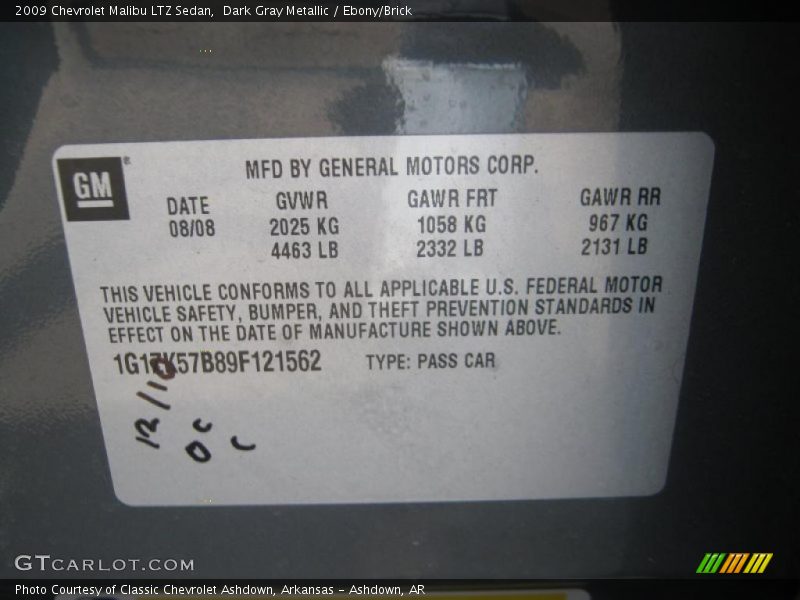 2009 Chevrolet Malibu LTZ Sedan, Dark Gray Metallic / Ebony/Brick
GM®
MFD BY GENERAL MOTORS CORP.
DATE GVWR GAWR FRT GAWR RR
08/08 2025 KG 1058 KG 967 KG
4463 LB 2332 LB 2131 LB
THIS VEHICLE CONFORMS TO ALL APPLICABLE U.S. FEDERAL MOTOR
VEHICLE SAFETY, BUMPER, AND THEFT PREVENTION STANDARDS IN
EFFECT ON THE DATE OF MANUFACTURE SHOWN ABOVE.
1G1ZK57B89F121562 TYPE: PASS CAR
12/10
OC
C
GTCARLOT.COM
Photo Courtesy of Classic Chevrolet Ashdown, Arkansas - Ashdown, AR